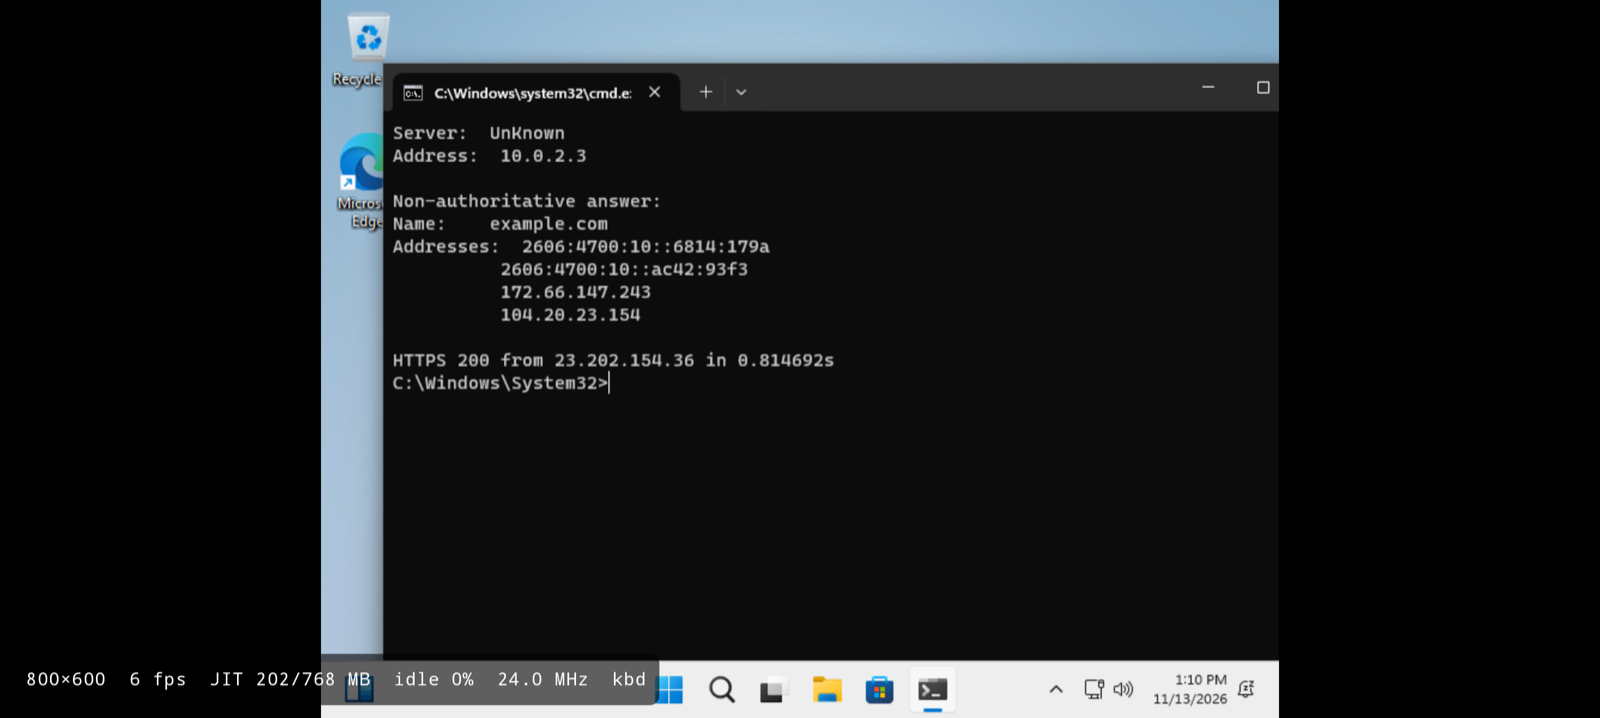 Recycle
C:\Windows\system32\cmd.e:
Server:  UnKnown
Address:  10.0.2.3
Micros
Edge
Non-authoritative answer:
Name:    example.com
Addresses:  2606:4700:10::6814:179a
2606:4700:10::ac42:93f3
172.66.147.243
104.20.23.154
HTTPS 200 from 23.202.154.36 in 0.814692s
C:\Windows\System32>
800×600  6 fps  JIT 202/768 MB  idle 0%  24.0 MHz  kbd
1:10 PM
11/13/2026